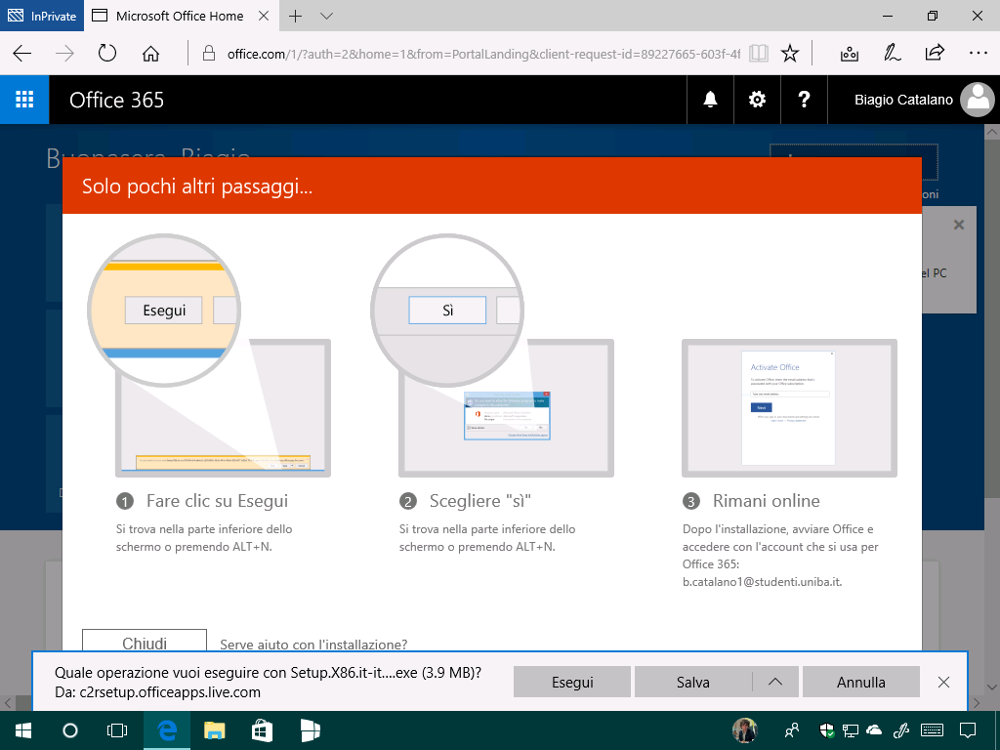 InPrivate
Microsoft Office Home
office.com/1/?auth=2&home=1&from=PortalLanding&client-request-id=89227665-603f-4f
Office 365
?
Biagio Catalano
Buonasera, Biagio
oni
el PC
Solo pochi altri passaggi...
Esegui
Sì
Activate Office
Next
1 Fare clic su Esegui
Si trova nella parte inferiore dello
schermo o premendo ALT+N.
2 Scegliere "sì"
Si trova nella parte inferiore dello
schermo o premendo ALT+N.
3 Rimani online
Dopo l'installazione, avviare Office e
accedere con l'account che si usa per
Office 365:
b.catalano1@studenti.uniba.it.
Chiudi
Serve aiuto con l'installazione?
Quale operazione vuoi eseguire con Setup.X86.it-it....exe (3.9 MB)?
Da: c2rsetup.officeapps.live.com
Esegui
Salva
Annulla